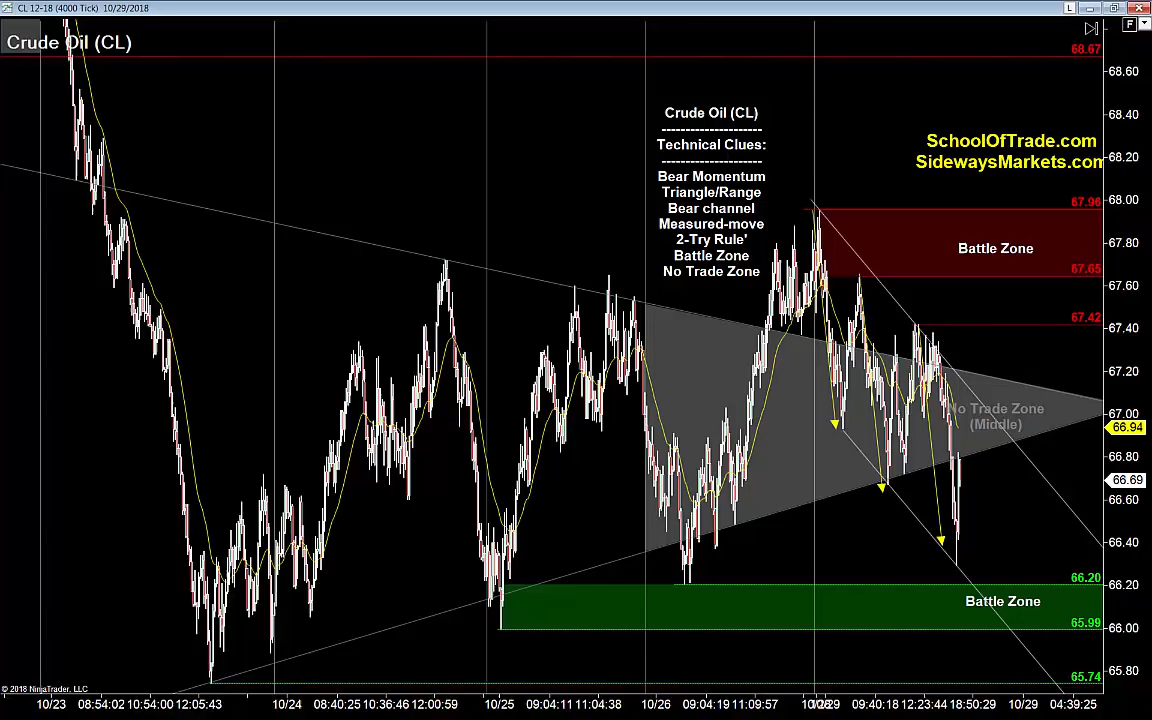 CL 12-18 (4000 Tick) 10/29/2018
L
F
Crude Oil (CL)
68.67
68.60
68.40
68.20
68.00
67.80
67.60
67.40
67.20
67.00
66.94
66.80
66.69
66.60
66.40
66.20
66.00
65.80
Crude Oil (CL)
---------------------
Technical Clues:
---------------------
Bear Momentum
Triangle/Range
Bear channel
Measured-move
2-Try Rule'
Battle Zone
No Trade Zone
SchoolOfTrade.com
SidewaysMarkets.com
67.96
Battle Zone
67.65
67.42
No Trade Zone
(Middle)
66.20
Battle Zone
65.99
65.74
© 2018 NinjaTrader, LLC
10/23 08:54:02 10:54:00 12:05:43 10/24 08:40:25 10:36:46 12:00:59 10/25 09:04:11 11:04:38 10/26 09:04:19 11:09:57 10/29 09:40:18 12:23:44 18:50:29 10/29 04:39:25